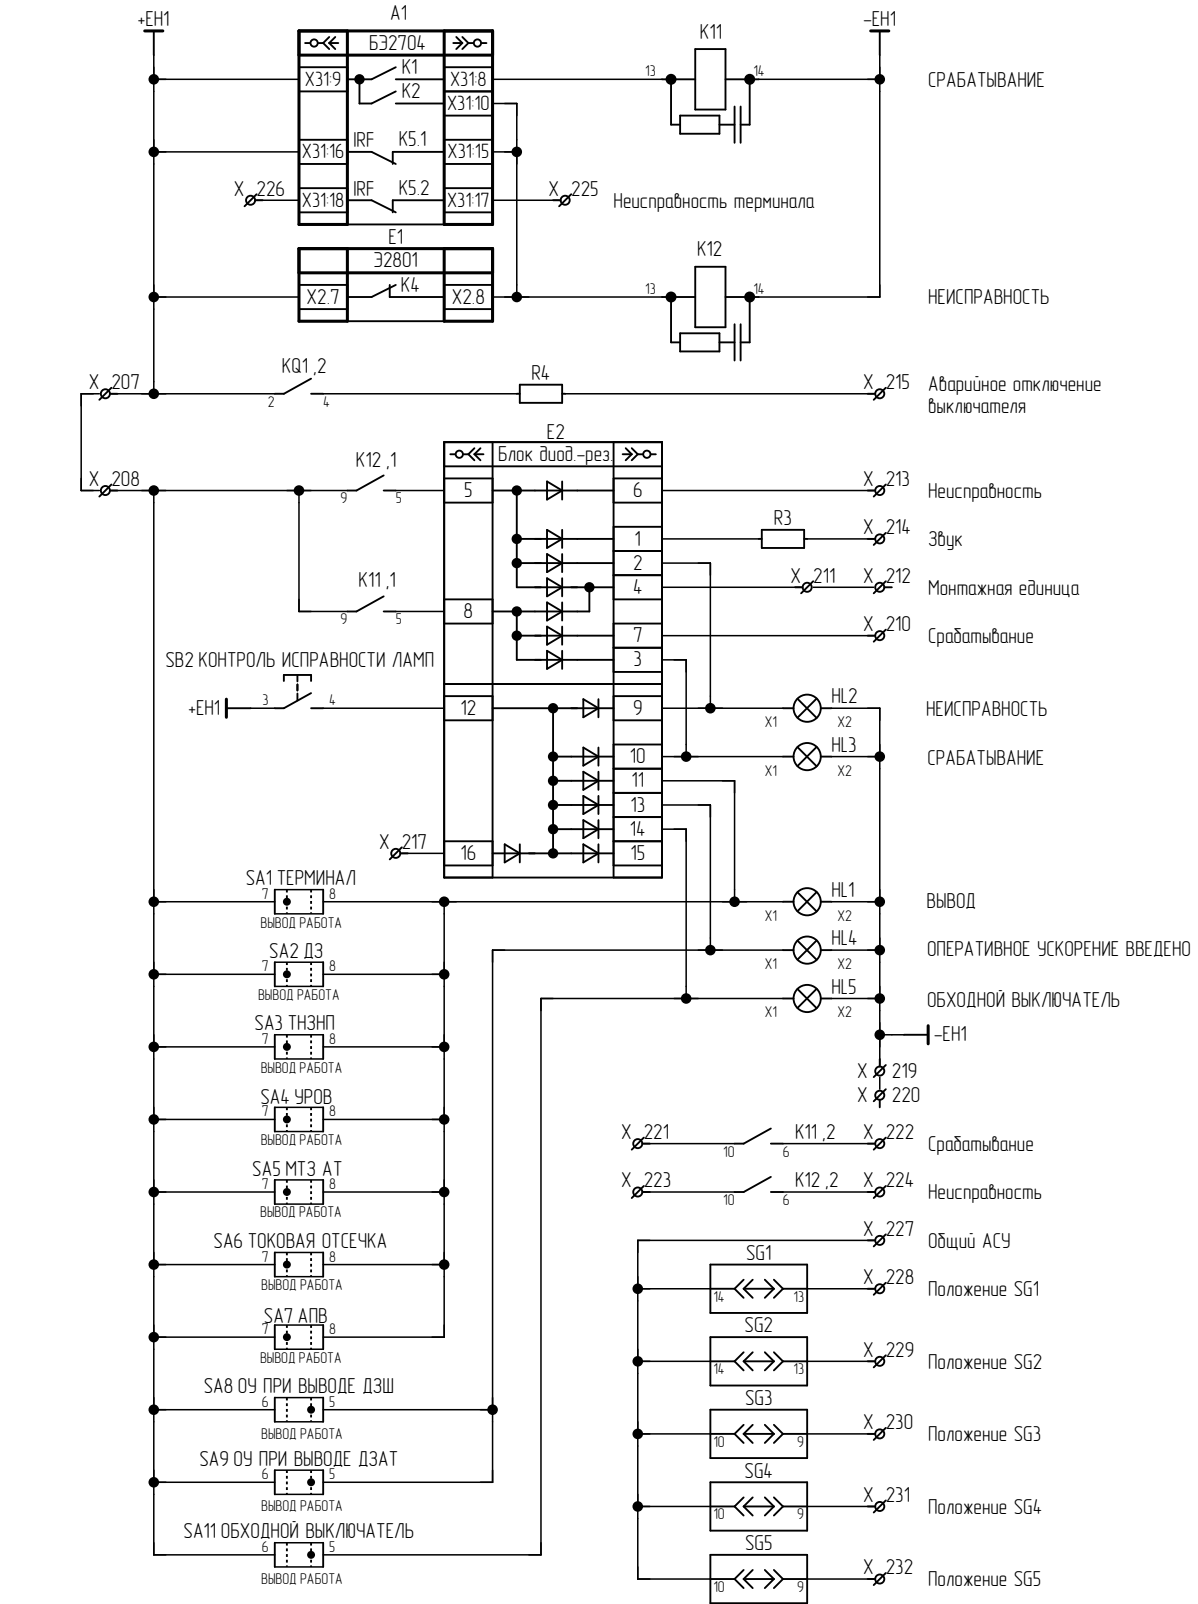 +EH1
A1
K11
-EH1
БЭ2704
X31:9
K1
X31:8
13
14
СРАБАТЫВАНИЕ
K2
X31:10
X31:16
IRF
K5.1
X31:15
X
226
X31:18
IRF
K5.2
X31:17
X
225
Неисправность терминала
E1
K12
Э2801
X2.7
K4
X2.8
13
14
НЕИСПРАВНОСТЬ
X
207
KQ1,2
2
4
R4
X
215
Аварийное отключение
выключателя
E2
Блок диод.-рез.
X
208
K12,1
9
5
5
6
X
213
Неисправность
1
R3
X
214
Звук
2
K11,1
9
5
4
X
211
X
212
Монтажная единица
8
7
X
210
Срабатывание
3
SB2 КОНТРОЛЬ ИСПРАВНОСТИ ЛАМП
+EH1
3
4
12
9
X1
HL2
X2
НЕИСПРАВНОСТЬ
10
X1
HL3
X2
СРАБАТЫВАНИЕ
11
13
14
X
217
16
15
SA1 ТЕРМИНАЛ
7
8
ВЫВОД РАБОТА
X1
HL1
X2
ВЫВОД
SA2 ДЗ
7
8
ВЫВОД РАБОТА
X1
HL4
X2
ОПЕРАТИВНОЕ УСКОРЕНИЕ ВВЕДЕНО
X1
HL5
X2
ОБХОДНОЙ ВЫКЛЮЧАТЕЛЬ
SA3 ТНЗНП
7
8
ВЫВОД РАБОТА
-EH1
X
219
X
220
SA4 УРОВ
7
8
ВЫВОД РАБОТА
X
221
10
K11,2
6
X
222
Срабатывание
SA5 МТЗ АТ
7
8
ВЫВОД РАБОТА
X
223
10
K12,2
6
X
224
Неисправность
SA6 ТОКОВАЯ ОТСЕЧКА
7
8
ВЫВОД РАБОТА
X
227
Общий АСУ
SG1
14
13
X
228
Положение SG1
SA7 АПВ
7
8
ВЫВОД РАБОТА
SG2
14
13
X
229
Положение SG2
SA8 ОУ ПРИ ВЫВОДЕ ДЗШ
6
5
ВЫВОД РАБОТА
SG3
10
9
X
230
Положение SG3
SA9 ОУ ПРИ ВЫВОДЕ ДЗАТ
6
5
ВЫВОД РАБОТА
SG4
10
9
X
231
Положение SG4
SA11 ОБХОДНОЙ ВЫКЛЮЧАТЕЛЬ
6
5
ВЫВОД РАБОТА
SG5
10
9
X
232
Положение SG5